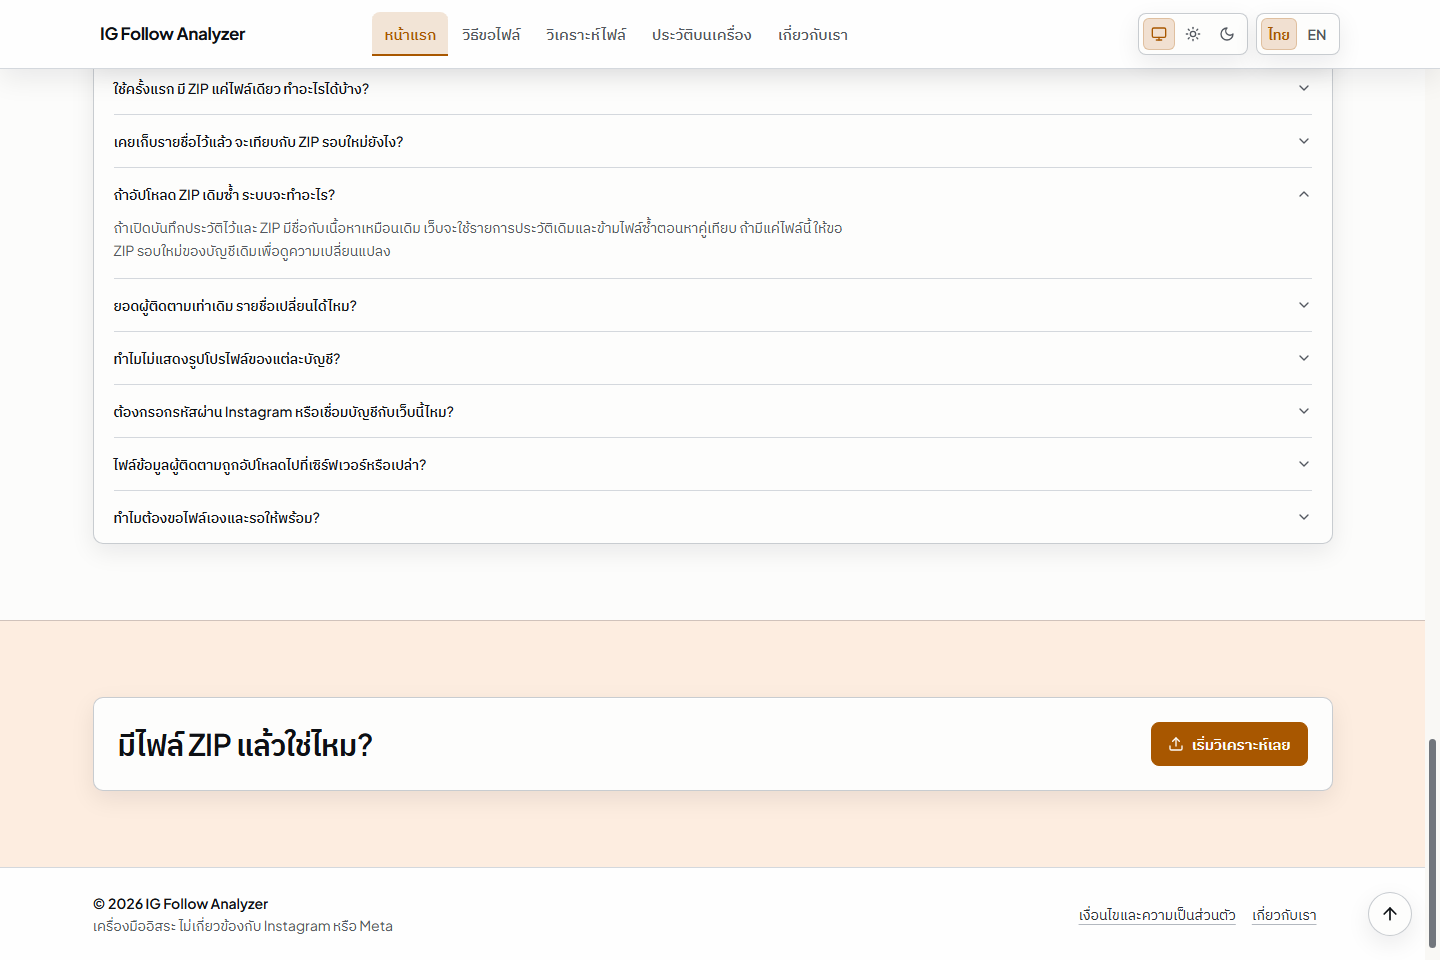 IG Follow Analyzer
หน้าแรก
วิธีขอไฟล์
วิเคราะห์ไฟล์
ประวัติบนเครื่อง
เกี่ยวกับเรา
ไทย
EN
ใช้ครั้งแรก มี ZIP แค่ไฟล์เดียว ทำอะไรได้บ้าง?
เคยเก็บรายชื่อไว้แล้ว จะเทียบกับ ZIP รอบใหม่ยังไง?
ถ้าอัปโหลด ZIP เดิมซ้ำ ระบบจะทำอะไร?
ถ้าเปิดบันทึกประวัติไว้และ ZIP มีชื่อกับเนื้อหาเหมือนเดิม เว็บจะใช้รายการประวัติเดิมและข้ามไฟล์ซ้ำตอนหาคู่เทียบ ถ้ามีแค่ไฟล์นี้ ให้ขอ
ZIP รอบใหม่ของบัญชีเดิมเพื่อดูความเปลี่ยนแปลง
ยอดผู้ติดตามเท่าเดิม รายชื่อเปลี่ยนได้ไหม?
ทำไมไม่แสดงรูปโปรไฟล์ของแต่ละบัญชี?
ต้องกรอกรหัสผ่าน Instagram หรือเชื่อมบัญชีกับเว็บนี้ไหม?
ไฟล์ข้อมูลผู้ติดตามถูกอัปโหลดไปที่เซิร์ฟเวอร์หรือเปล่า?
ทำไมต้องขอไฟล์เองและรอให้พร้อม?
มีไฟล์ ZIP แล้วใช่ไหม?
เริ่มวิเคราะห์เลย
© 2026 IG Follow Analyzer
เครื่องมืออิสระ ไม่เกี่ยวข้องกับ Instagram หรือ Meta
เงื่อนไขและความเป็นส่วนตัว
เกี่ยวกับเรา